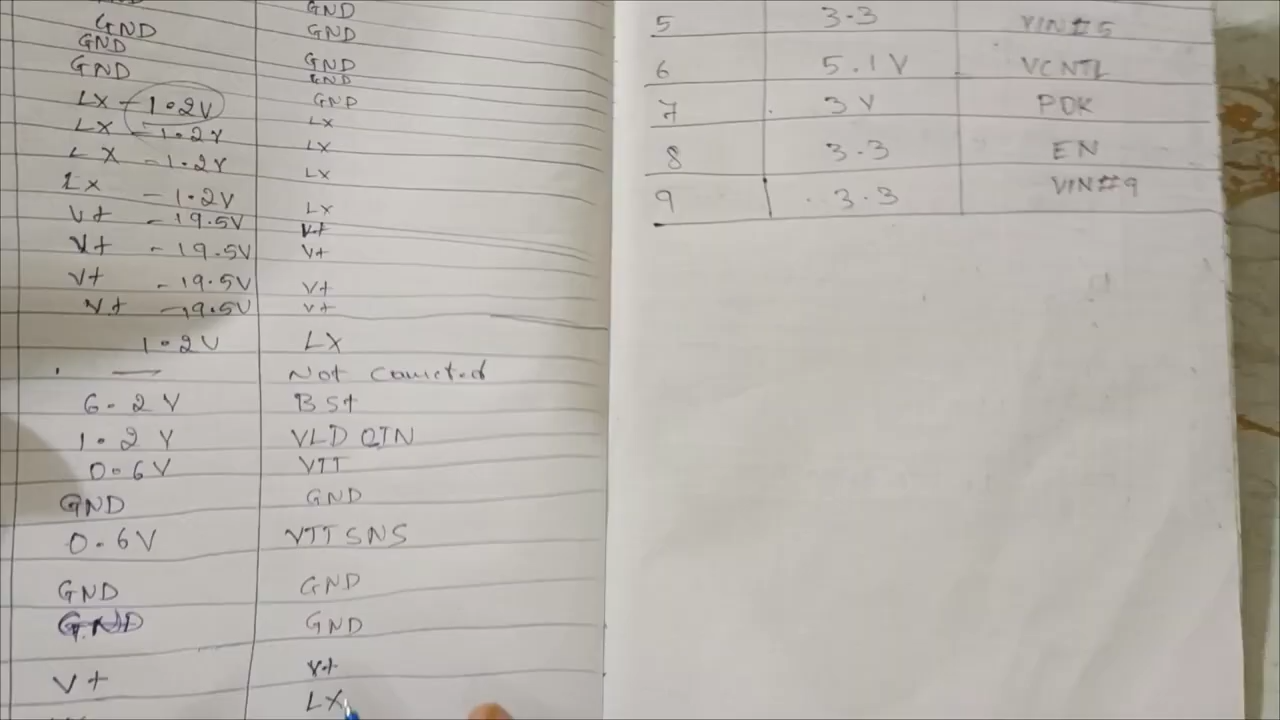 GND
GND GND
GND
GND GND
GND
LX - 1.2V GND
LX - 1.2V LX
LX - 1.2V LX
LX - 1.2V LX
V+ - 19.5V LX
V+ - 19.5V V+
V+ - 19.5V V+
V+ - 19.5V V+
V+
1.2V LX
— Not Conncted
6.2V BSt
1.2V VLDOIN
0.6V VTT
GND GND
0.6V VTTSNS
GND GND
GND GND
V+ V+
LX
5 3.3 VIN#5
6 5.1V VCNTL
7 3V POK
8 3.3 EN
9 3.3 VIN#9